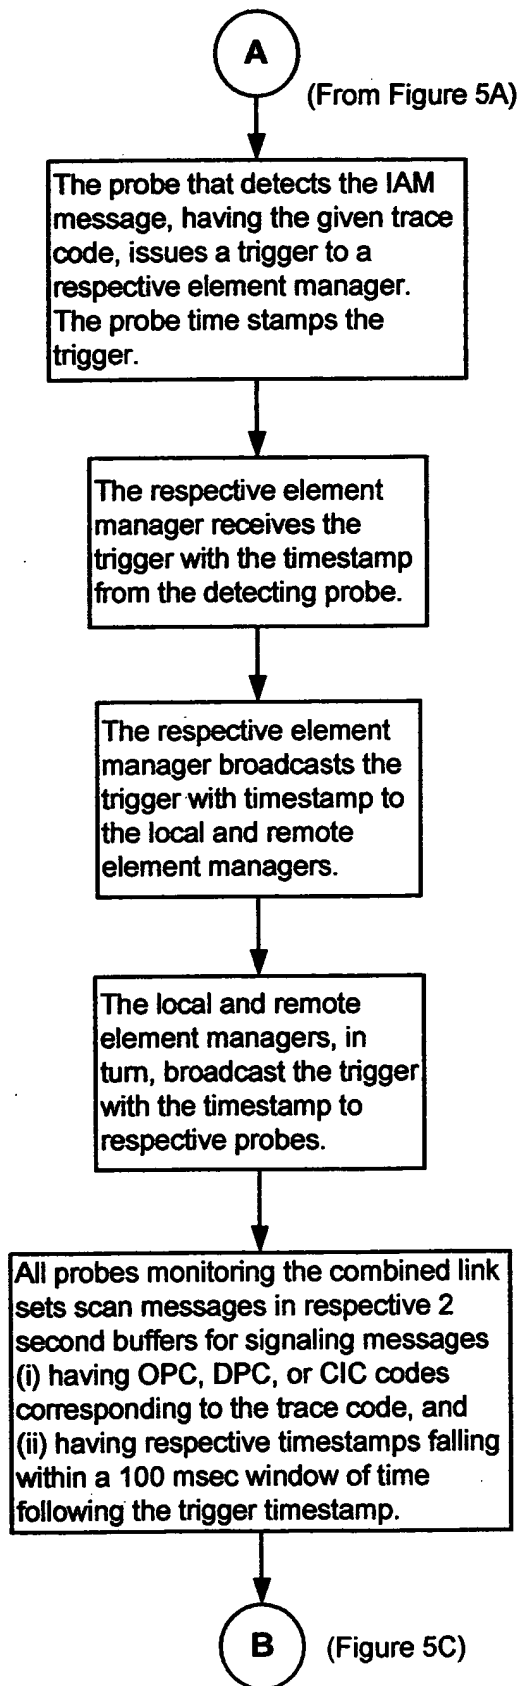 A
(From Figure 5A)
The probe that detects the IAM
message, having the given trace
code, issues a trigger to a
respective element manager.
The probe time stamps the
trigger.
The respective element
manager receives the
trigger with the timestamp
from the detecting probe.
The respective element
manager broadcasts the
trigger with timestamp to
the local and remote
element managers.
The local and remote
element managers, in
turn, broadcast the trigger
with the timestamp to
respective probes.
All probes monitoring the combined link
sets scan messages in respective 2
second buffers for signaling messages
(i) having OPC, DPC, or CIC codes
corresponding to the trace code, and
(ii) having respective timestamps falling
within a 100 msec window of time
following the trigger timestamp.
B
(Figure 5C)